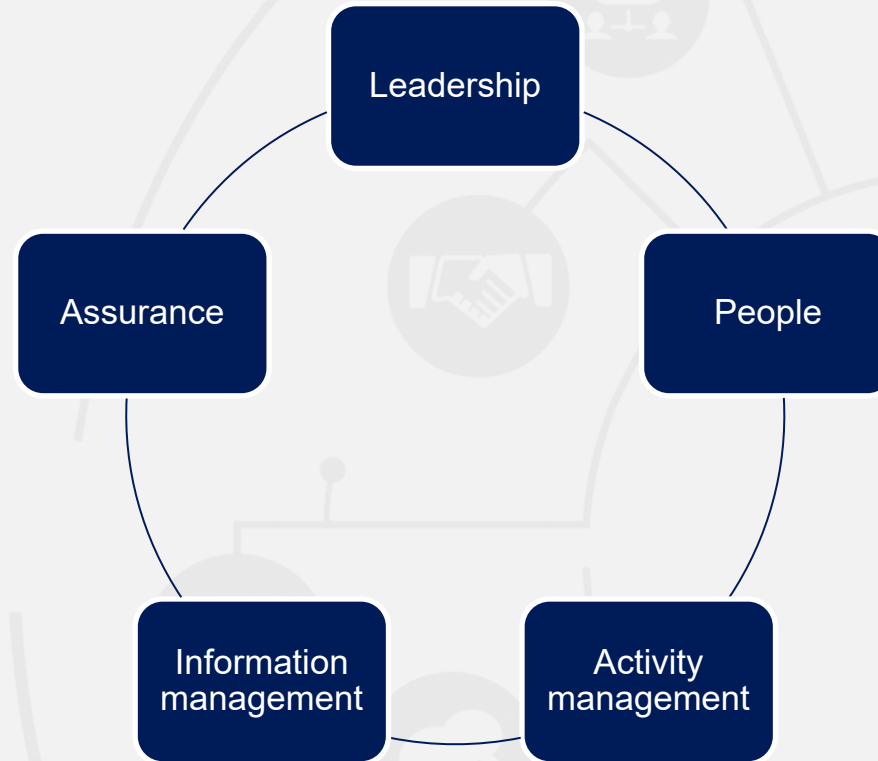 Leadership
Assurance
People
Information
management
Activity
management